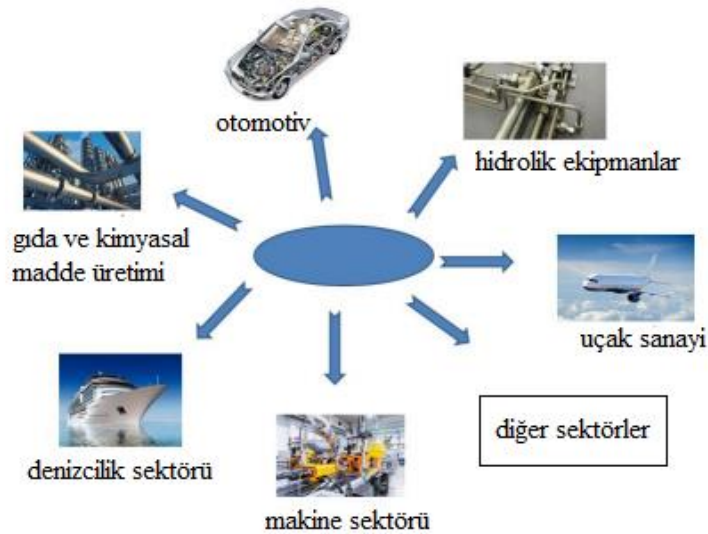 otomotiv
hidrolik ekipmanlar
gıda ve kimyasal
madde üretimi
uçak sanayi
diğer sektörler
denizcilik sektörü
makine sektörü